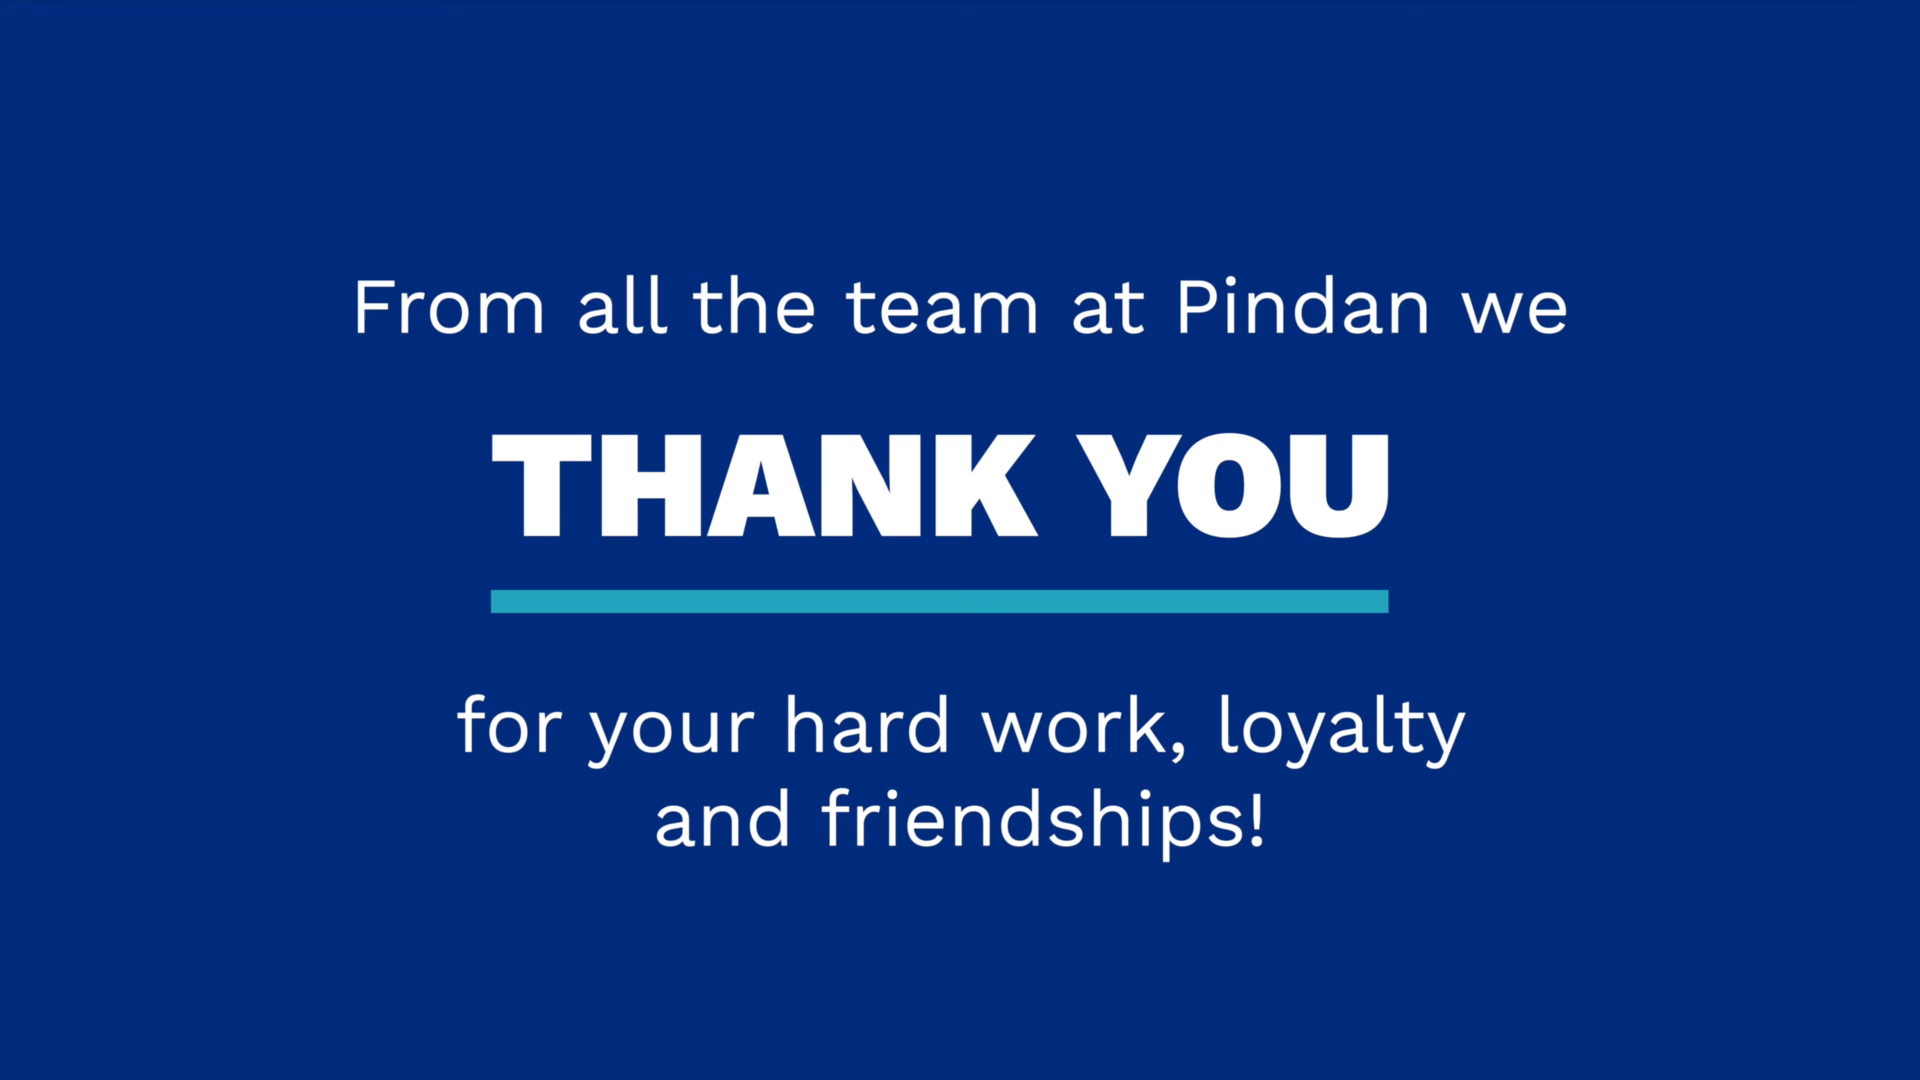 From all the team at Pindan we
THANK YOU
for your hard work, loyalty
and friendships!